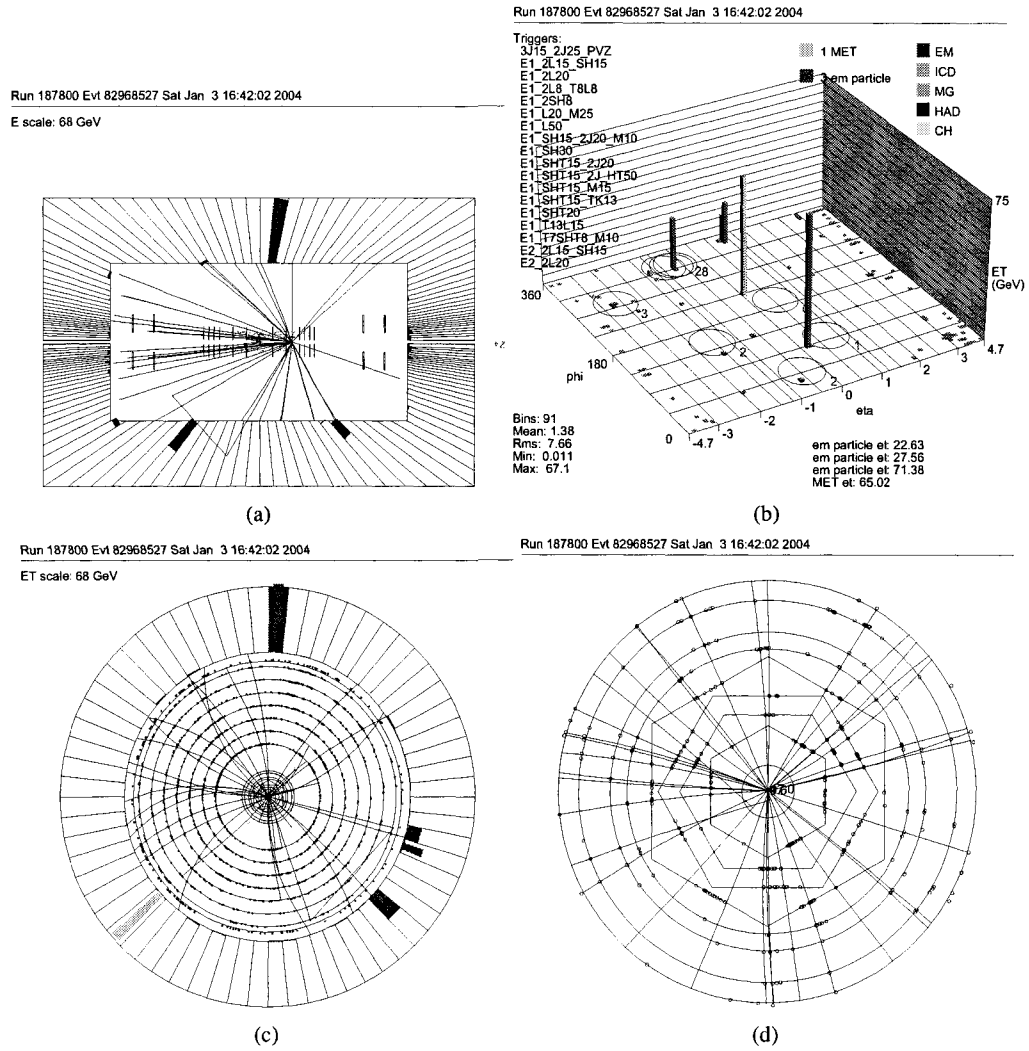 Run 187800 Evt 82968527 Sat Jan 3 16:42:02 2004
E scale: 68 GeV
+Z
(a)
Run 187800 Evt 82968527 Sat Jan 3 16:42:02 2004
Triggers:
3J15_2J25_PVZ
E1_2L15_SH15
E1_2L20
E1_2L8_T8L8
E1_2SH8
E1_L20_M25
E1_L50
E1_SH15_2J20_M10
E1_SH30
E1_SHT15_2J20
E1_SHT15_2J_HT50
E1_SHT15_M15
E1_SHT15_TK13
E1_SHT20
E1_T13L15
E1_T7SHT8_M10
E2_2L15_SH15
E2_2L20
1 MET
3 em particle
EM
ICD
MG
HAD
CH
75
ET
(GeV)
4.7
3
2
1
0
-1
-2
-3
-4.7
eta
360
180
0
phi
28
3
2
1
2
Bins: 91
Mean: 1.38
Rms: 7.66
Min: 0.011
Max: 67.1
em particle et: 22.63
em particle et: 27.56
em particle et: 71.38
MET et: 65.02
(b)
Run 187800 Evt 82968527 Sat Jan 3 16:42:02 2004
ET scale: 68 GeV
(c)
Run 187800 Evt 82968527 Sat Jan 3 16:42:02 2004
(d)